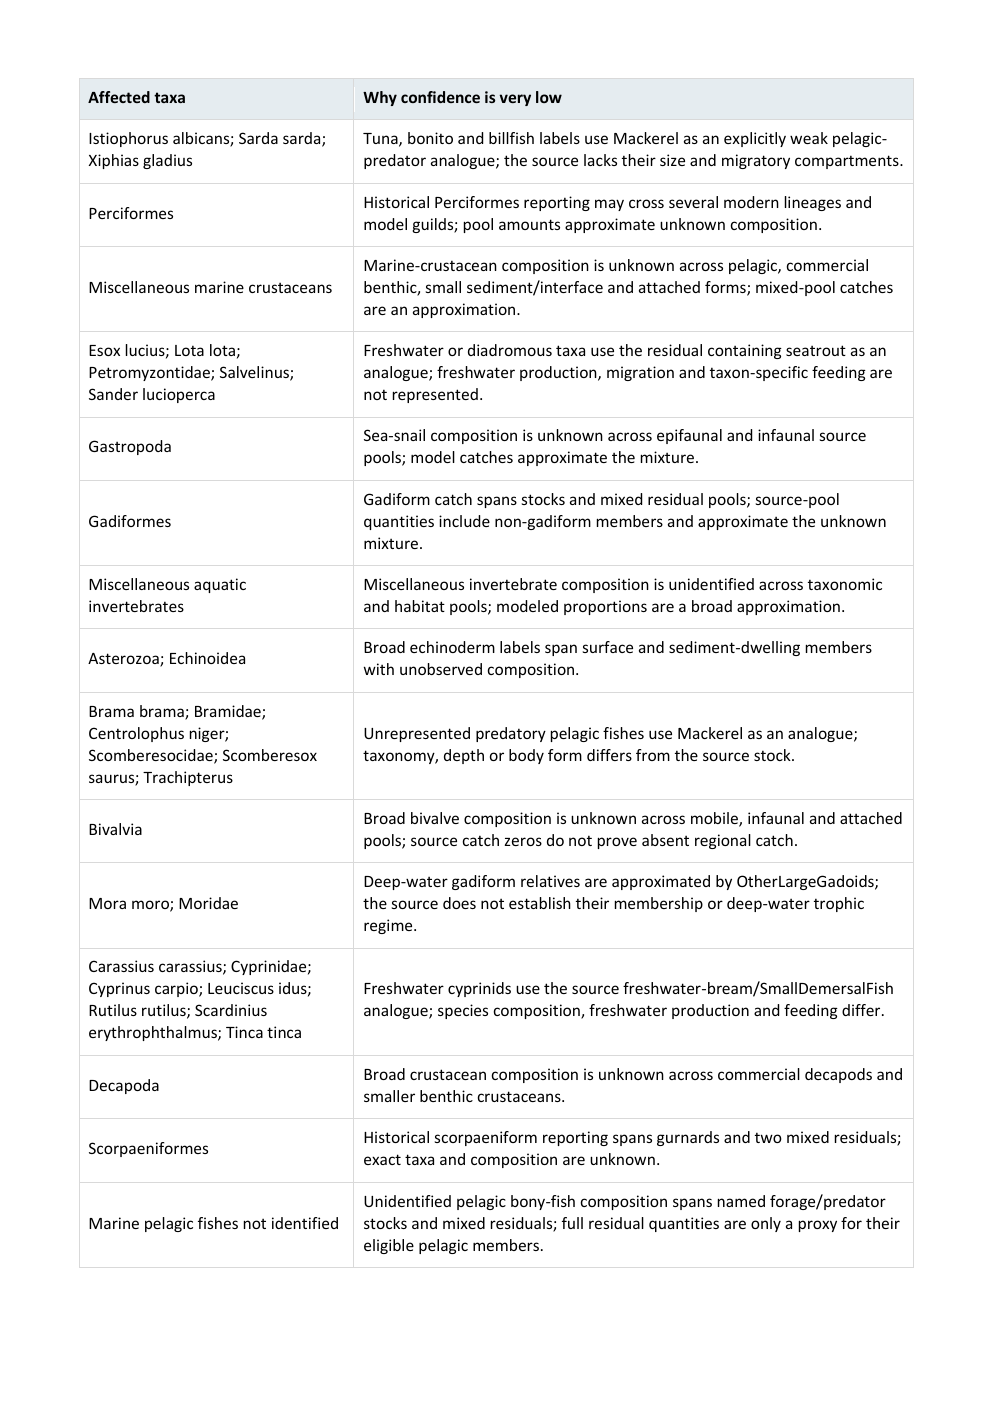 Affected taxa
Why confidence is very low
Istiophorus albicans; Sarda sarda;
Xiphias gladius
Tuna, bonito and billfish labels use Mackerel as an explicitly weak pelagic-
predator analogue; the source lacks their size and migratory compartments.
Perciformes
Historical Perciformes reporting may cross several modern lineages and
model guilds; pool amounts approximate unknown composition.
Miscellaneous marine crustaceans
Marine-crustacean composition is unknown across pelagic, commercial
benthic, small sediment/interface and attached forms; mixed-pool catches
are an approximation.
Esox lucius; Lota lota;
Petromyzontidae; Salvelinus;
Sander lucioperca
Freshwater or diadromous taxa use the residual containing seatrout as an
analogue; freshwater production, migration and taxon-specific feeding are
not represented.
Gastropoda
Sea-snail composition is unknown across epifaunal and infaunal source
pools; model catches approximate the mixture.
Gadiformes
Gadiform catch spans stocks and mixed residual pools; source-pool
quantities include non-gadiform members and approximate the unknown
mixture.
Miscellaneous aquatic
invertebrates
Miscellaneous invertebrate composition is unidentified across taxonomic
and habitat pools; modeled proportions are a broad approximation.
Asterozoa; Echinoidea
Broad echinoderm labels span surface and sediment-dwelling members
with unobserved composition.
Brama brama; Bramidae;
Centrolophus niger;
Scomberesocidae; Scomberesox
saurus; Trachipterus
Unrepresented predatory pelagic fishes use Mackerel as an analogue;
taxonomy, depth or body form differs from the source stock.
Bivalvia
Broad bivalve composition is unknown across mobile, infaunal and attached
pools; source catch zeros do not prove absent regional catch.
Mora moro; Moridae
Deep-water gadiform relatives are approximated by OtherLargeGadoids;
the source does not establish their membership or deep-water trophic
regime.
Carassius carassius; Cyprinidae;
Cyprinus carpio; Leuciscus idus;
Rutilus rutilus; Scardinius
erythrophthalmus; Tinca tinca
Freshwater cyprinids use the source freshwater-bream/SmallDemersalFish
analogue; species composition, freshwater production and feeding differ.
Decapoda
Broad crustacean composition is unknown across commercial decapods and
smaller benthic crustaceans.
Scorpaeniformes
Historical scorpaeniform reporting spans gurnards and two mixed residuals;
exact taxa and composition are unknown.
Marine pelagic fishes not identified
Unidentified pelagic bony-fish composition spans named forage/predator
stocks and mixed residuals; full residual quantities are only a proxy for their
eligible pelagic members.